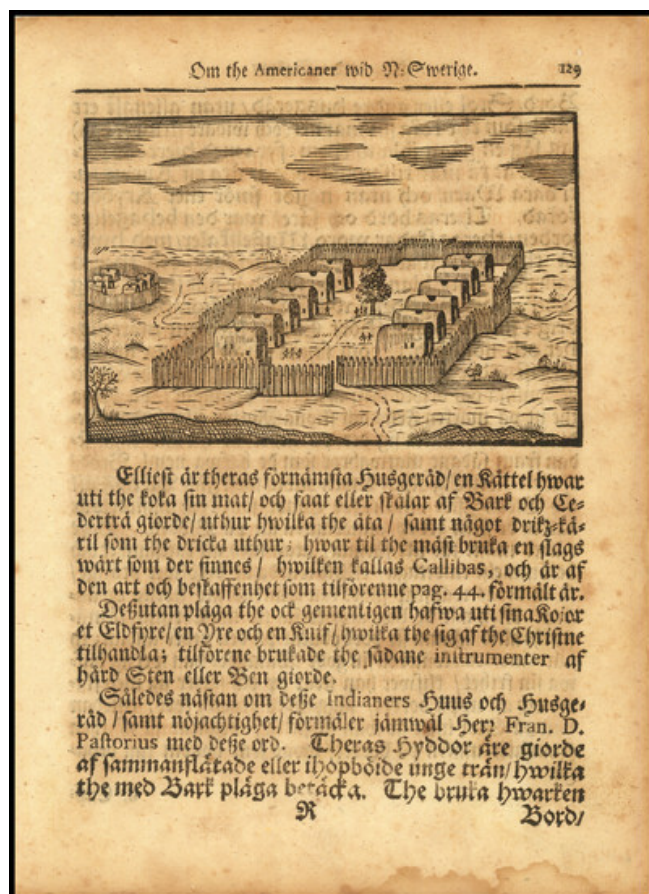 Om the Americaner wid N: Swerige. 129
Elliest är theras förnämsta Husgeråd/ en Kättel hwar
uti the koka sin mat/ och faat eller skålar af Bark och Ce-
derträ giorde/ uthur hwilka the äta/ samt något drikz-kä-
ril som the dricka uthur; hwar til the mäst bruka en slags
wäxt som der finnes/ hwilken kallas Callibas, och är af
den art och beskaffenhet som tilförenne pag. 44. förmält är.
Deßutan pläga the ock gemenligen hafwa uti sina Kojor
et Eldfyre/ en Yxe och en Knif/ hwilka the sig af the Christne
tilhandla; tilförene brukade the sådane instrumenter af
hård Sten eller Ben giorde.
Således nästan om deße Indianers Huus och Husge-
råd/ samt nöjachtighet/ förmäler jämwäl Herr Fran. D.
Pastorius med deße ord. Theras Hyddor äre giorde
af sammanflätade eller ihopböide unge trän/ hwilka
the med Bark pläga betäcka. The bruka hwarken
R Bord/